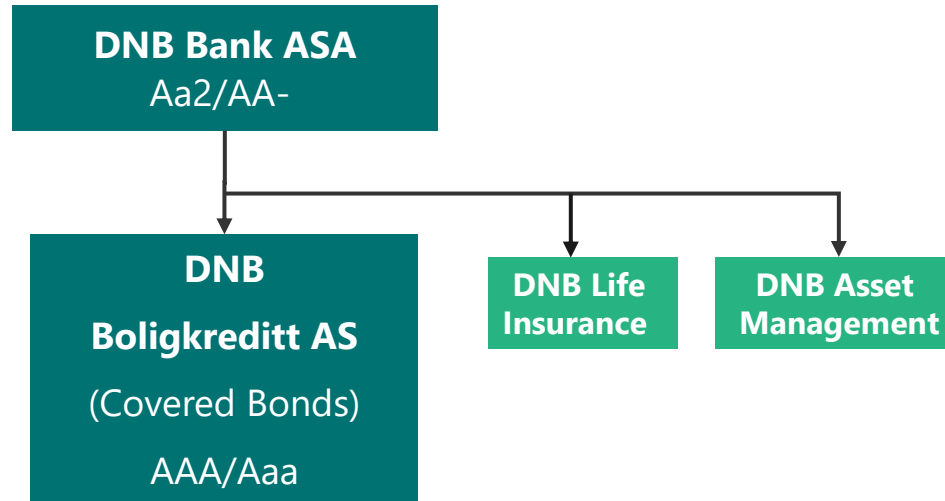 DNB Bank ASA
Aa2/AA-
DNB
Boligkreditt AS
(Covered Bonds)
AAA/Aaa
DNB Life
Insurance
DNB Asset
Management